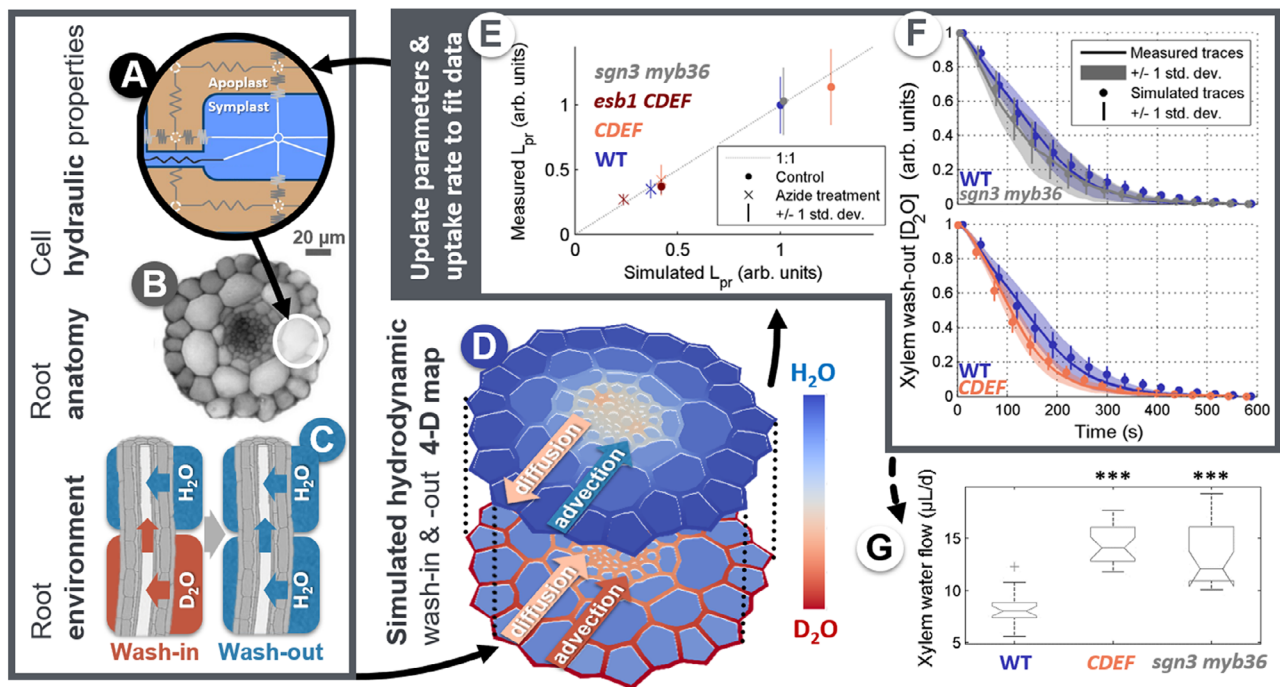 A
Apoplast
Symplast
20 µm
B
C
H₂O
D₂O
H₂O
H₂O
Wash-in
Wash-out
Cell
hydraulic properties
Root
anatomy
Root
environment
Update parameters &
uptake rate to fit data
E
Measured Lpr (arb. units)
1
0.5
0
0
0.5
1
Simulated Lpr (arb. units)
sgn3 myb36
esb1 CDEF
CDEF
WT
1:1
Control
Azide treatment
+/- 1 std. dev.
Simulated hydrodynamic
wash-in & -out 4-D map
D
diffusion
advection
diffusion
advection
H₂O
D₂O
F
Xylem wash-out [D₂O] (arb. units)
1
0.8
0.6
0.4
0.2
0
Measured traces
+/- 1 std. dev.
Simulated traces
+/- 1 std. dev.
WT
sgn3 myb36
1
0.8
0.6
0.4
0.2
0
WT
CDEF
0
100
200
300
400
500
600
Time (s)
G
Xylem water flow (µL/d)
15
10
5
***
***
WT
CDEF
sgn3 myb36